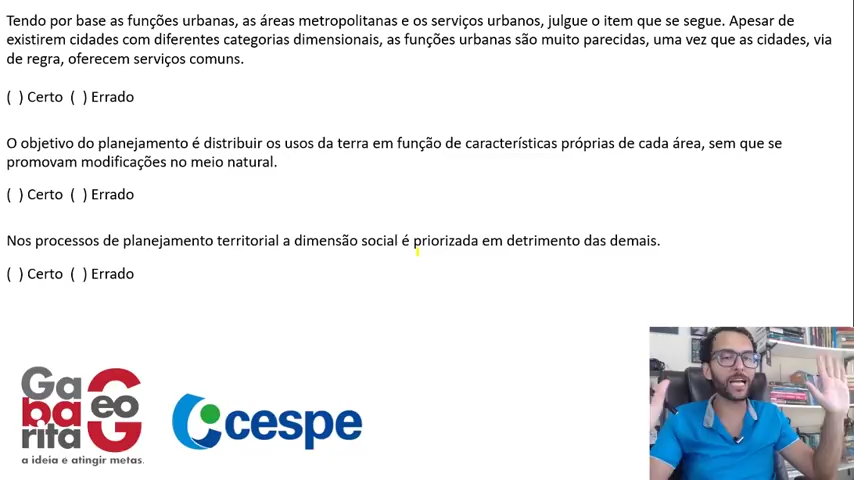 Tendo por base as funções urbanas, as áreas metropolitanas e os serviços urbanos, julgue o item que se segue. Apesar de
existirem cidades com diferentes categorias dimensionais, as funções urbanas são muito parecidas, uma vez que as cidades, via
de regra, oferecem serviços comuns.
( ) Certo ( ) Errado
O objetivo do planejamento é distribuir os usos da terra em função de características próprias de cada área, sem que se
promovam modificações no meio natural.
( ) Certo ( ) Errado
Nos processos de planejamento territorial a dimensão social é priorizada em detrimento das demais.
( ) Certo ( ) Errado
Ga
ba
rita
Geo
a ideia e atingir metas.
cespe